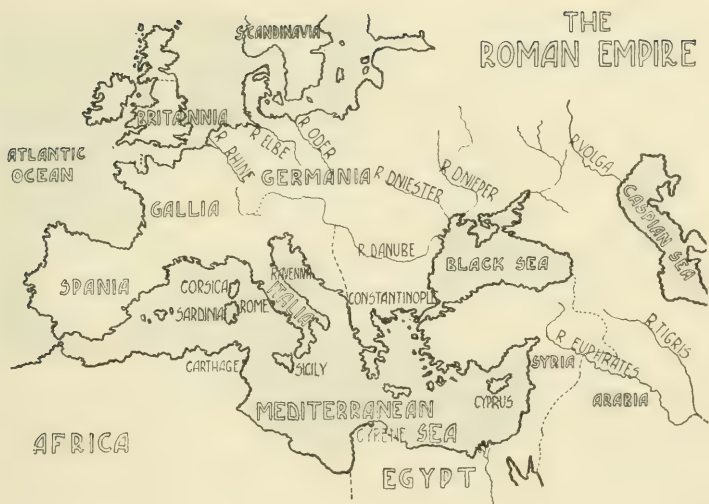 THE
ROMAN EMPIRE
SCANDINAVIA
BRITANNIA
ATLANTIC
OCEAN
R. RHINE
R. ELBE
R. ODER
GERMANIA
R. DNIESTER
R. DNIEPER
R. VOLGA
CASPIAN SEA
GALLIA
R. DANUBE
BLACK SEA
SPANIA
CORSICA
SARDINIA
ROME
RAVENNA
ITALIA
CONSTANTINOPLE
R. TIGRIS
R. EUPHRATES
SYRIA
ARABIA
CARTHAGE
SICILY
CYPRUS
MEDITERRANEAN
SEA
CYRENE
AFRICA
EGYPT